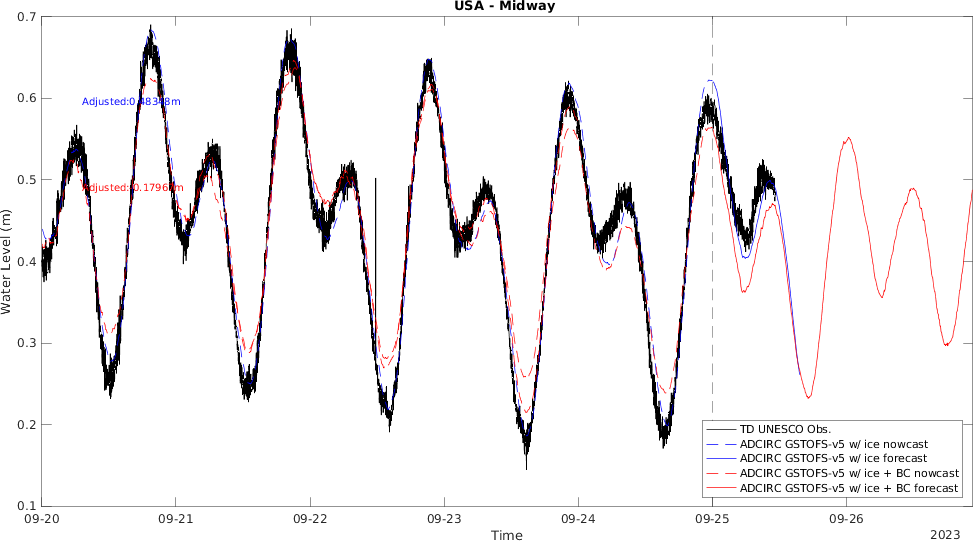 USA - Midway
0.7
0.6
0.5
0.4
0.3
0.2
0.1
Water Level (m)
Adjusted:0.48348m
09-20
09-21
09-22
09-23
09-24
09-25
09-26
Time
2023
TD UNESCO Obs.
ADCIRC GSTOFS-v5 w/ ice nowcast
ADCIRC GSTOFS-v5 w/ ice forecast
ADCIRC GSTOFS-v5 w/ ice + BC nowcast
ADCIRC GSTOFS-v5 w/ ice + BC forecast